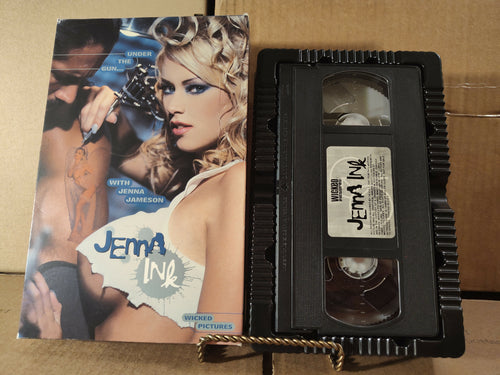 UNDER
THE
GUN...
WITH
JENNA
JAMESON
JENNA
INK
WICKED
PICTURES
WICKED
JENNA INK